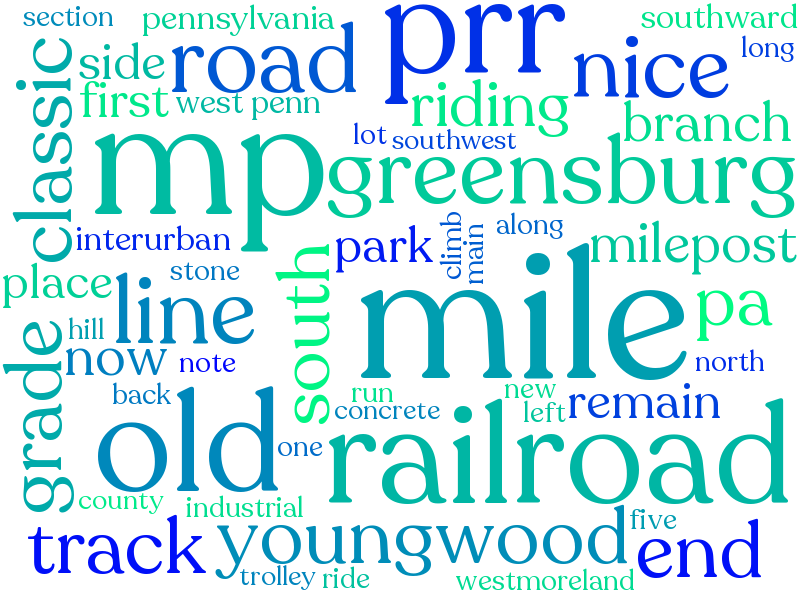 section
pennsylvania
prr
southward
classic
side
road
nice
long
first
west penn
riding
branch
lot
southwest
mp
greensburg
interurban
park
climb
main
along
milepost
place
stone
south
line
mile
pa
hill
now
note
north
grade
back
old
run
new
remain
concrete
left
one
railroad
county
industrial
track
youngwood
five
end
trolley
ride
westmoreland